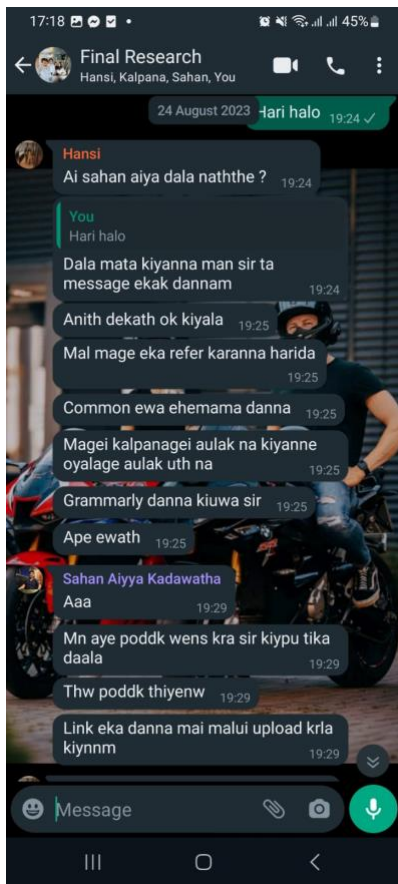 17:18
45%
Final Research
Hansi, Kalpana, Sahan, You
24 August 2023
Hari halo 19:24
Hansi
Ai sahan aiya dala naththe ? 19:24
You
Hari halo
Dala mata kiyanna man sir ta
message ekak dannam 19:24
Anith dekath ok kiyala 19:25
Mal mage eka refer karanna harida
19:25
Common ewa ehemama danna 19:25
Magei kalpanagei aulak na kiyanne
oyalage aulak uth na 19:25
Grammarly danna kiuwa sir 19:25
Ape ewath 19:25
Sahan Aiyya Kadawatha
Aaa 19:29
Mn aye poddk wens kra sir kiypu tika
daala 19:29
Thw poddk thiyenw 19:29
Link eka danna mai malui upload krla
kiynnm 19:29
Message